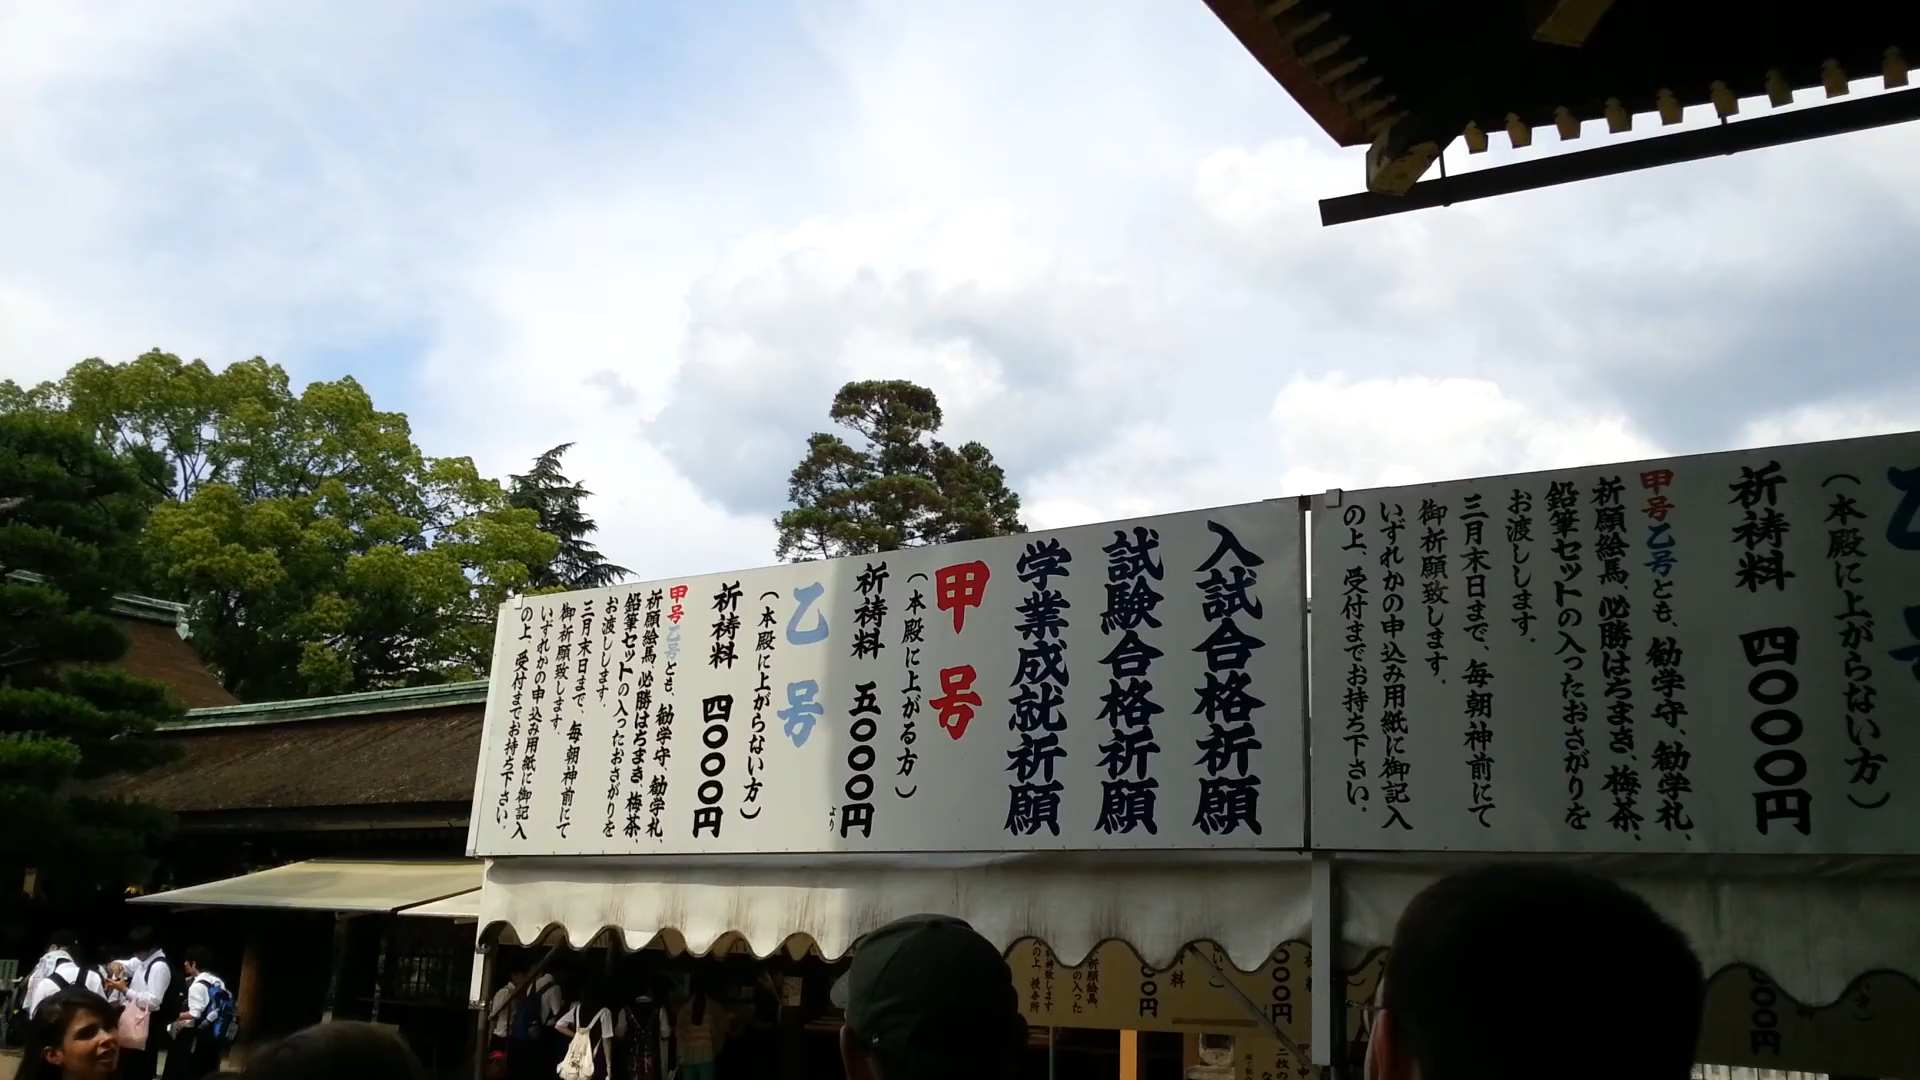 入試合格祈願
試験合格祈願
学業成就祈願
甲号
（本殿に上がる方）
祈祷料 五〇〇〇円より
乙号
（本殿に上がらない方）
祈祷料 四〇〇〇円
甲号乙号とも、勧学守、勧学札、
祈願絵馬、必勝はちまき、梅茶、
鉛筆セットの入ったおさがりを
お渡しします．
三月末日まで、毎朝神前にて
御祈願致します．
いずれかの申込み用紙に御記入
の上、受付までお持ち下さい．
乙号
（本殿に上がらない方）
祈祷料 四〇〇〇円
甲号乙号とも、勧学守、勧学札、
祈願絵馬、必勝はちまき、梅茶、
鉛筆セットの入ったおさがりを
お渡しします．
三月末日まで、毎朝神前にて
御祈願致します．
いずれかの申込み用紙に御記入
の上、受付までお持ち下さい．